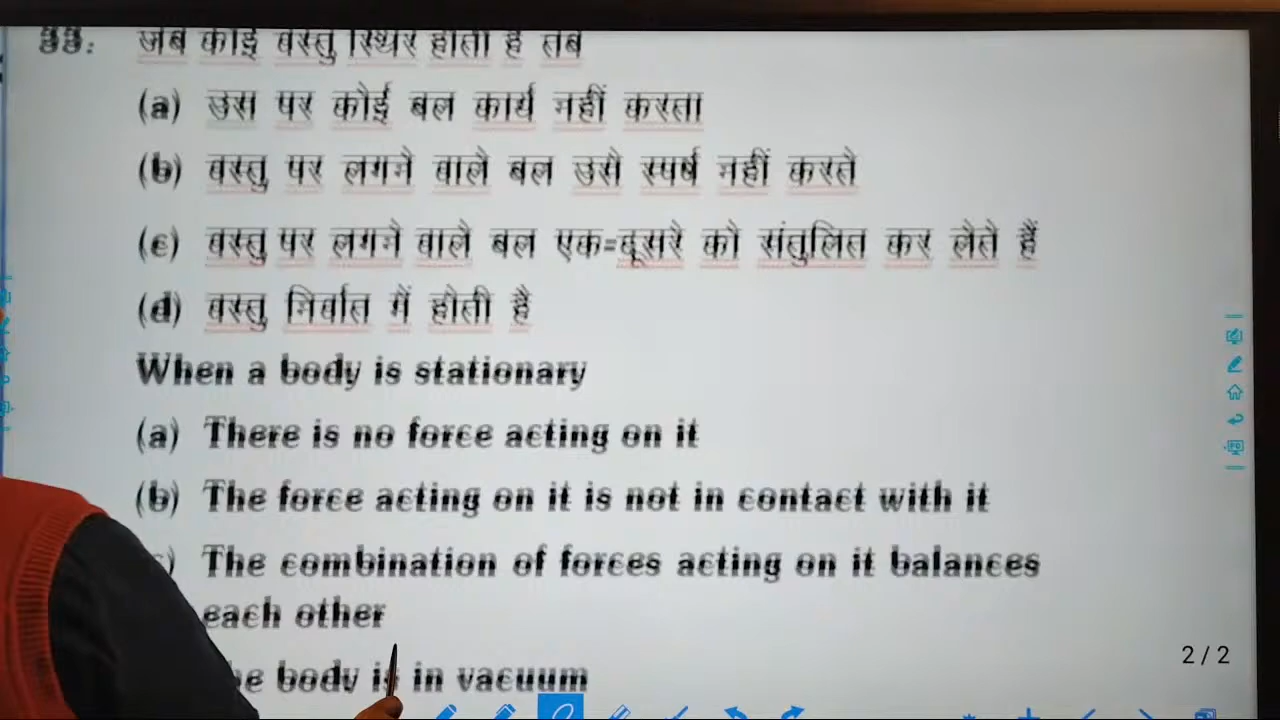 33. जब कोई वस्तु स्थिर होती है तब
(a) उस पर कोई बल कार्य नहीं करता
(b) वस्तु पर लगने वाले बल उसे स्पर्ष नहीं करते
(c) वस्तु पर लगने वाले बल एक-दूसरे को संतुलित कर लेते हैं
(d) वस्तु निर्वात में होती है
When a body is stationary
(a) There is no force acting on it
(b) The force acting on it is not in contact with it
) The combination of forces acting on it balances
each other
body is in vacuum
2 / 2